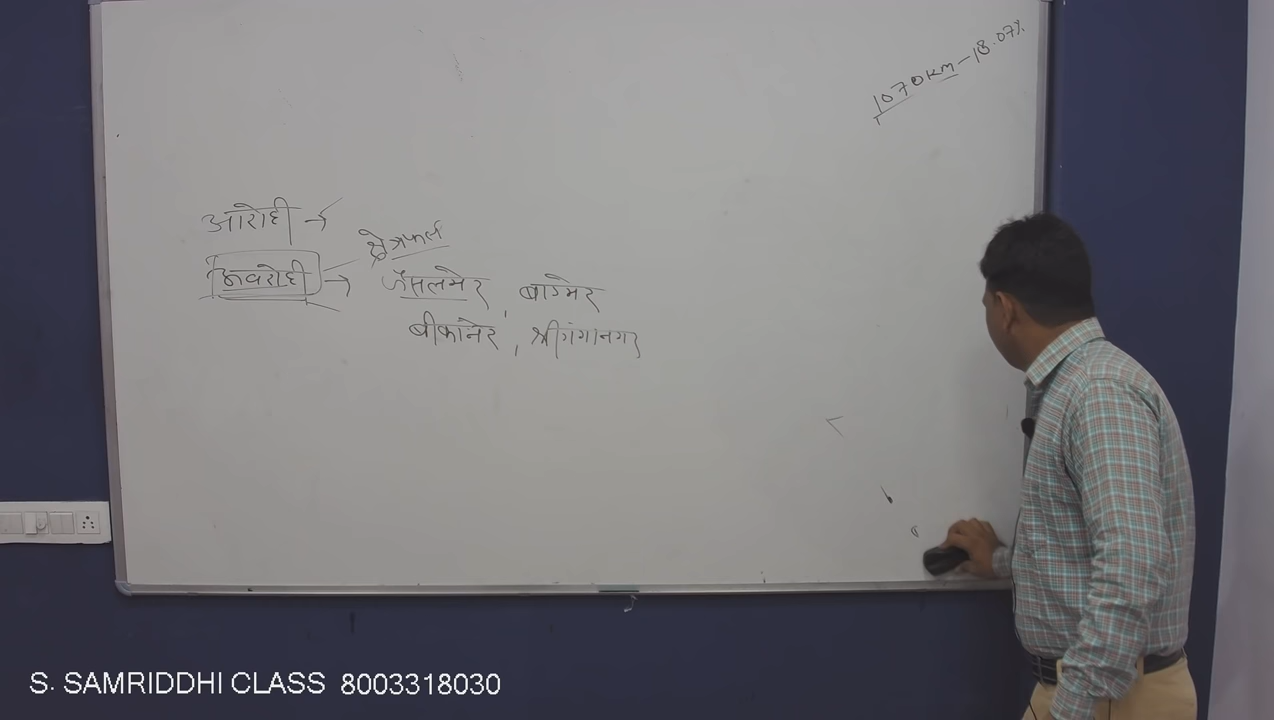 1070km - 18.07%
आरोही →
क्षेत्रफल
अवरोही → जैसलमेर, बाग्मेर
बीकानेर, श्रीगंगानगर
S. SAMRIDDHI CLASS 8003318030